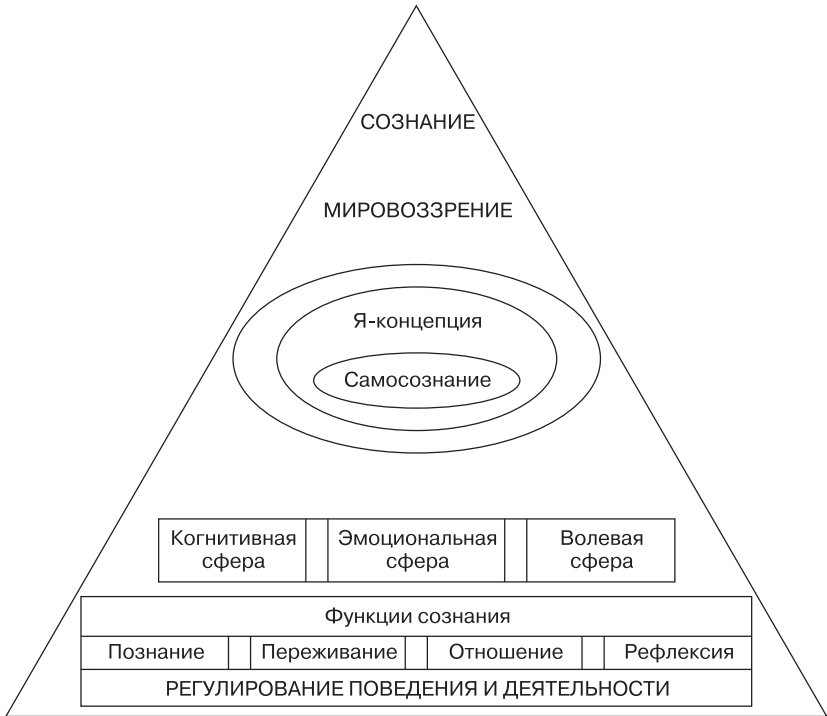 СОЗНАНИЕ
МИРОВОЗЗРЕНИЕ
Я-концепция
Самосознание
Когнитивная сфера
Эмоциональная сфера
Волевая сфера
Функции сознания
Познание Переживание Отношение Рефлексия
РЕГУЛИРОВАНИЕ ПОВЕДЕНИЯ И ДЕЯТЕЛЬНОСТИ